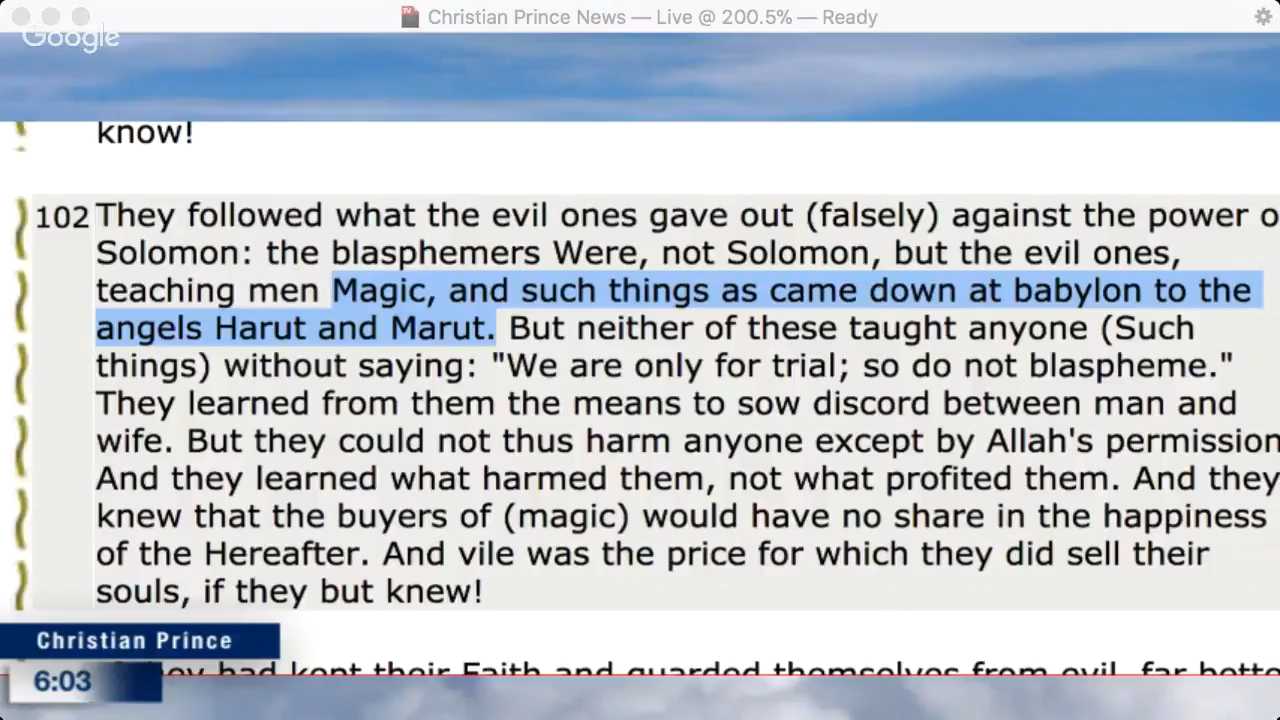 Christian Prince News — Live @ 200.5% — Ready
Google
know!
102 They followed what the evil ones gave out (falsely) against the power o
Solomon: the blasphemers Were, not Solomon, but the evil ones,
teaching men Magic, and such things as came down at babylon to the
angels Harut and Marut. But neither of these taught anyone (Such
things) without saying: "We are only for trial; so do not blaspheme."
They learned from them the means to sow discord between man and
wife. But they could not thus harm anyone except by Allah's permission
And they learned what harmed them, not what profited them. And they
knew that the buyers of (magic) would have no share in the happiness
of the Hereafter. And vile was the price for which they did sell their
souls, if they but knew!
Christian Prince
they had kept their Faith and guarded themselves from evil, far bette
6:03